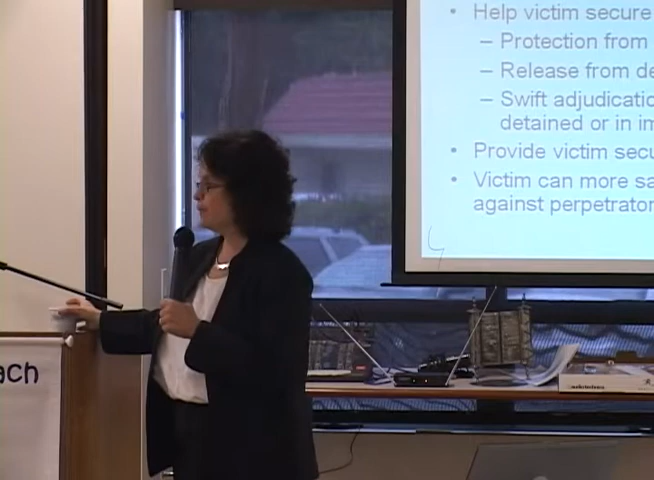 • Help victim secure
– Protection from
– Release from de
– Swift adjudicatio
detained or in im
• Provide victim secu
• Victim can more sa
against perpetrator
ach